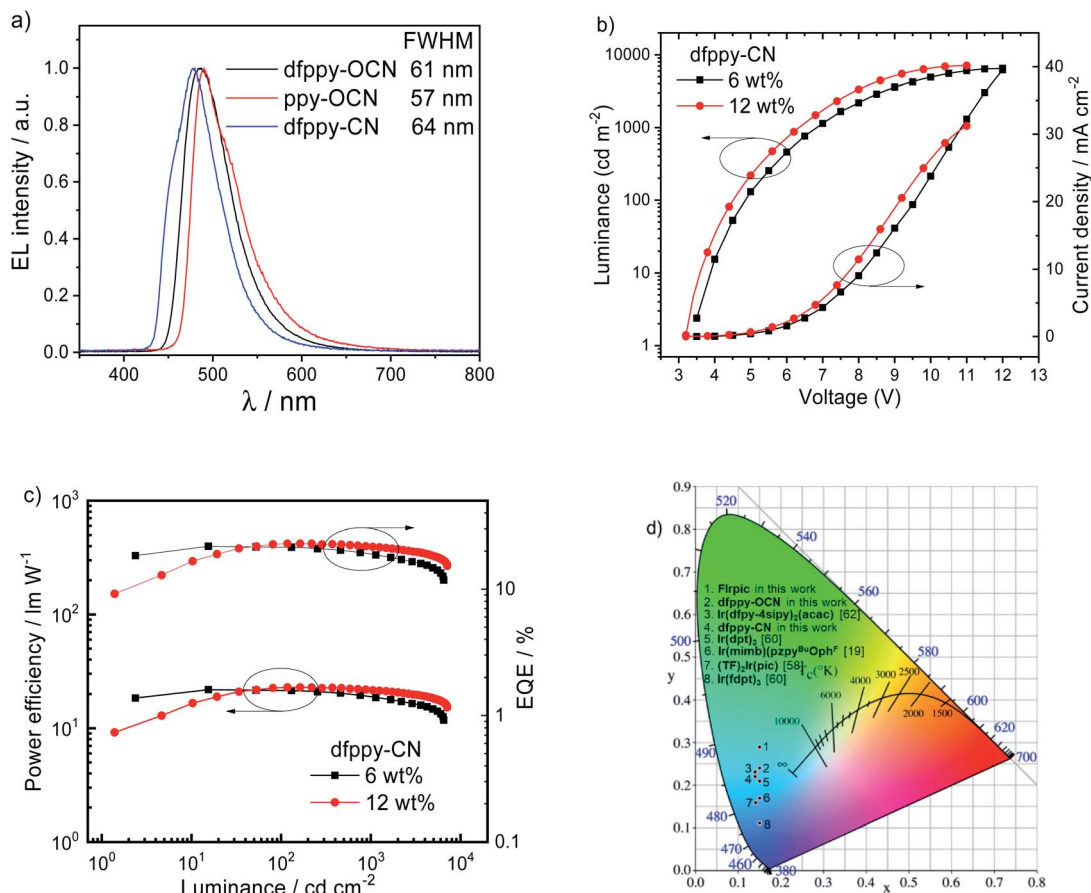 a)
FWHM
dfppy-OCN 61 nm
ppy-OCN 57 nm
dfppy-CN 64 nm
EL intensity / a.u.
1.0
0.8
0.6
0.4
0.2
0.0
400 500 600 700 800
λ / nm
b)
dfppy-CN
6 wt%
12 wt%
Luminance (cd m-2)
10000
1000
100
10
1
Current density / mA cm-2
40
30
20
10
0
3 4 5 6 7 8 9 10 11 12 13
Voltage (V)
c)
Power efficiency / lm W-1
10³
10²
10¹
10⁰
EQE / %
10
1
0.1
dfppy-CN
6 wt%
12 wt%
10⁰ 10¹ 10² 10³ 10⁴
Luminance / cd cm-2
d)
0.9
0.8
0.7
0.6
0.5
y
0.4
0.3
0.2
0.1
0.0
520
540
560
500
580
600
620
700
490
480
470
460
380
1. FIrpic in this work
2. dfppy-OCN in this work
3. Ir(dfpy-4sipy)2(acac) [62]
4. dfppy-CN in this work
5. Ir(dpt)3 [60]
6. Ir(mimb)(pzpyBuOphF [19]
7. (TF)2Ir(pic) [58]
8. Ir(fdpt)3 [60]
Tc(°K)
10000
6000
4000
3000
2500
2000
1500
∞
1
3 2
4 5
6
7
8
0.0 0.1 0.2 0.3 0.4 0.5 0.6 0.7 0.8
x